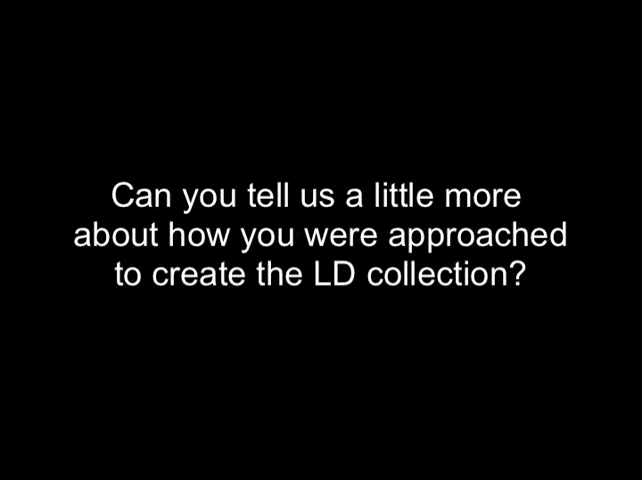 Can you tell us a little more
about how you were approached
to create the LD collection?